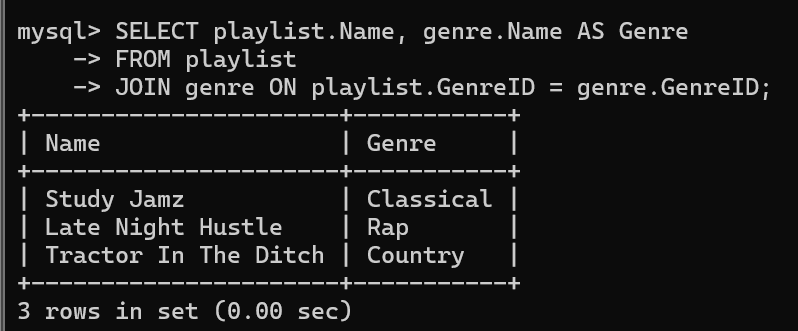 mysql> SELECT playlist.Name, genre.Name AS Genre
    -> FROM playlist
    -> JOIN genre ON playlist.GenreID = genre.GenreID;
+----------------------+-----------+
| Name                 | Genre     |
+----------------------+-----------+
| Study Jamz           | Classical |
| Late Night Hustle    | Rap       |
| Tractor In The Ditch | Country   |
+----------------------+-----------+
3 rows in set (0.00 sec)